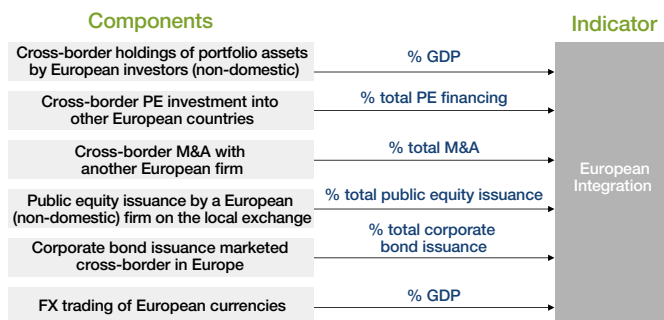 Components
Indicator
Cross-border holdings of portfolio assets
by European investors (non-domestic)
% GDP
Cross-border PE investment into
other European countries
% total PE financing
Cross-border M&A with
another European firm
% total M&A
European
Integration
Public equity issuance by a European
(non-domestic) firm on the local exchange
% total public equity issuance
Corporate bond issuance marketed
cross-border in Europe
% total corporate
bond issuance
FX trading of European currencies
% GDP